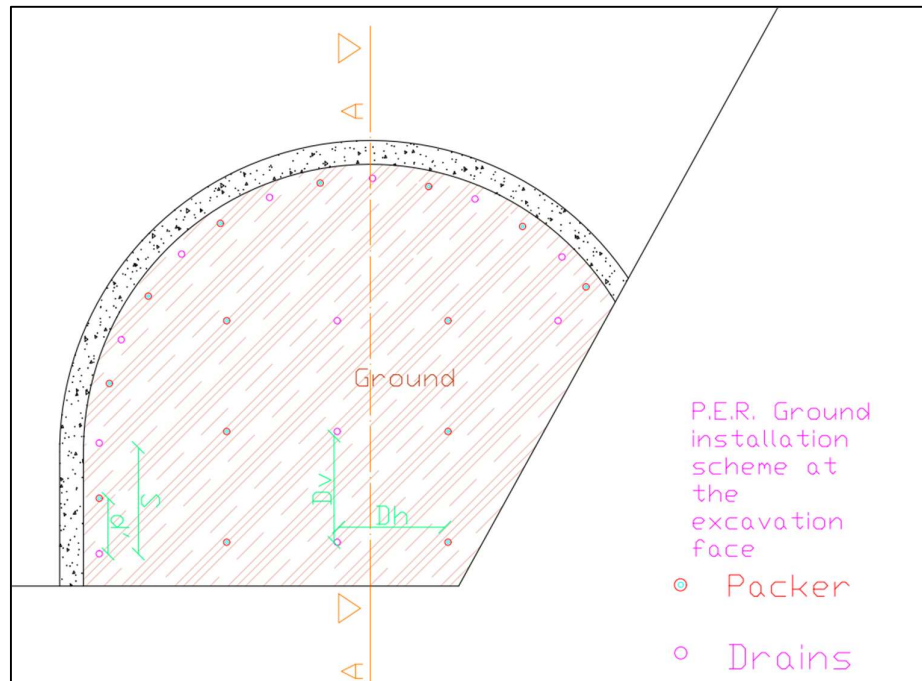 A
Ground
Dv
Dh
S
d'
P.E.R. Ground
installation
scheme at
the
excavation
face
Packer
Drains
A